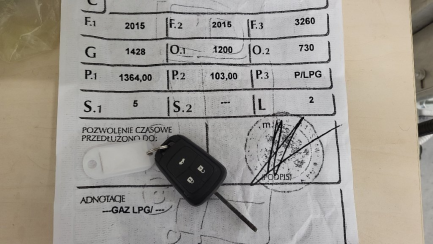 C
F.1 2015 F.2 2015 F.3 3260
G 1428 O.1 1200 O.2 730
P.1 1364,00 P.2 103,00 P.3 P/LPG
S.1 5 S.2 --- L 2
POZWOLENIE CZASOWE
PRZEDŁUŻONO DO:
m.
PODPIS
ADNOTACJE
---GAZ LPG/---